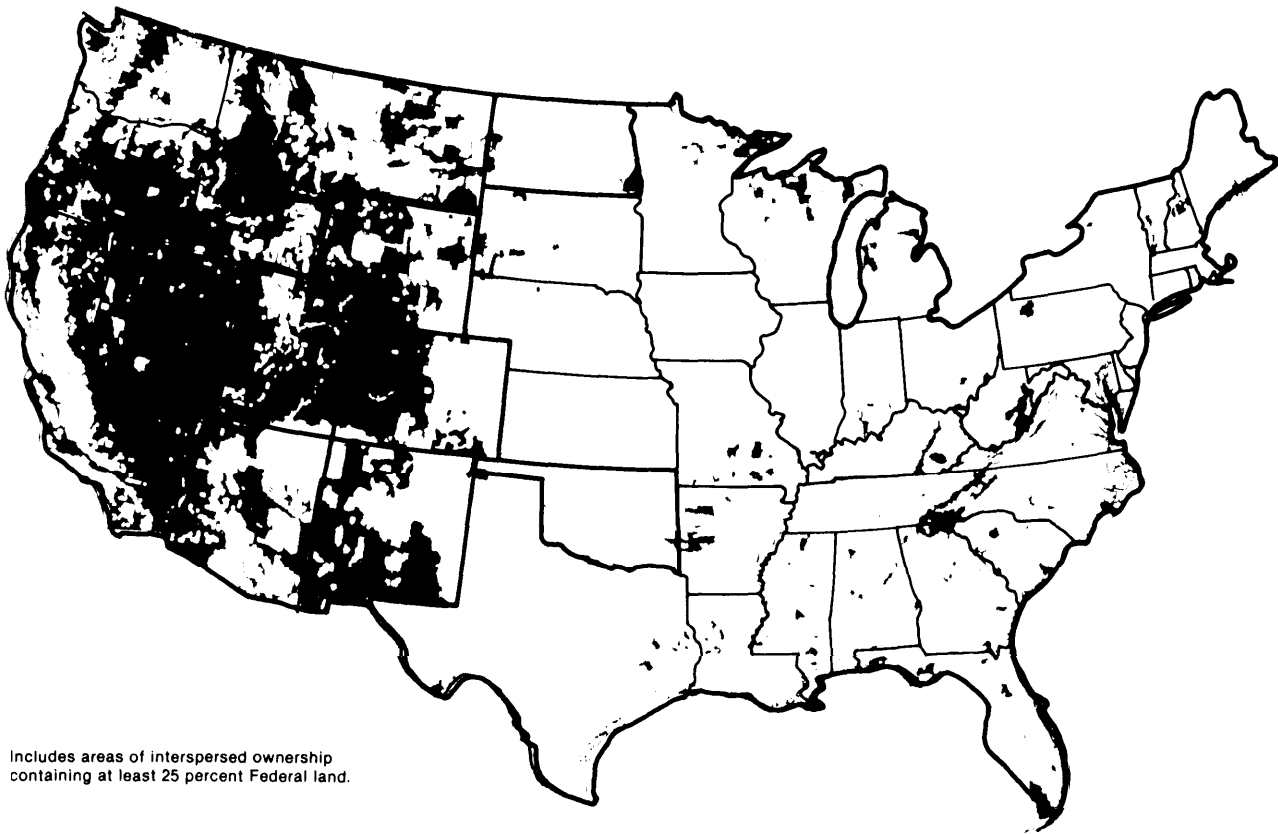 Includes areas of interspersed ownership
containing at least 25 percent Federal land.